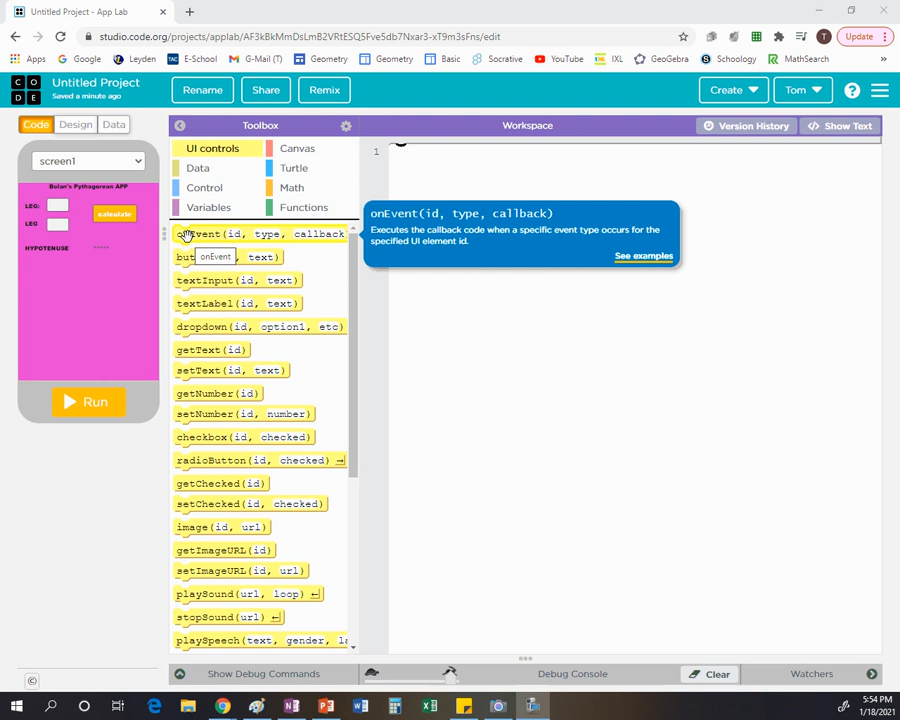 Untitled Project - App Lab
studio.code.org/projects/applab/AF3kBkMmDsLmB2VRtESQ5Fve5db7Nxar3-xT9m3sFns/edit
Update
Apps
Google
Leyden
E-School
G-Mail (T)
Geometry
Geometry
Basic
Socrative
YouTube
IXL
GeoGebra
Schoology
MathSearch
»
C O
D E
Untitled Project
Saved a minute ago
Rename
Share
Remix
Create
Tom
?
Code
Design
Data
Toolbox
Workspace
Version History
</> Show Text
screen1
Bolan's Pythagorean APP
LEG:
calculate
LEG
HYPOTENUSE
Run
UI controls
Canvas
Data
Turtle
Control
Math
Variables
Functions
1
onEvent(id, type, callback
onEvent
but
, text)
textInput(id, text)
textLabel(id, text)
dropdown(id, option1, etc)
getText(id)
setText(id, text)
getNumber(id)
setNumber(id, number)
checkbox(id, checked)
radioButton(id, checked)
getChecked(id)
setChecked(id, checked)
image(id, url)
getImageURL(id)
setImageURL(id, url)
playSound(url, loop)
stopSound(url)
playSpeech(text, gender, la
onEvent(id, type, callback)
Executes the callback code when a specific event type occurs for the
specified UI element id.
See examples
©
Show Debug Commands
Debug Console
Clear
Watchers
5:54 PM
1/18/2021